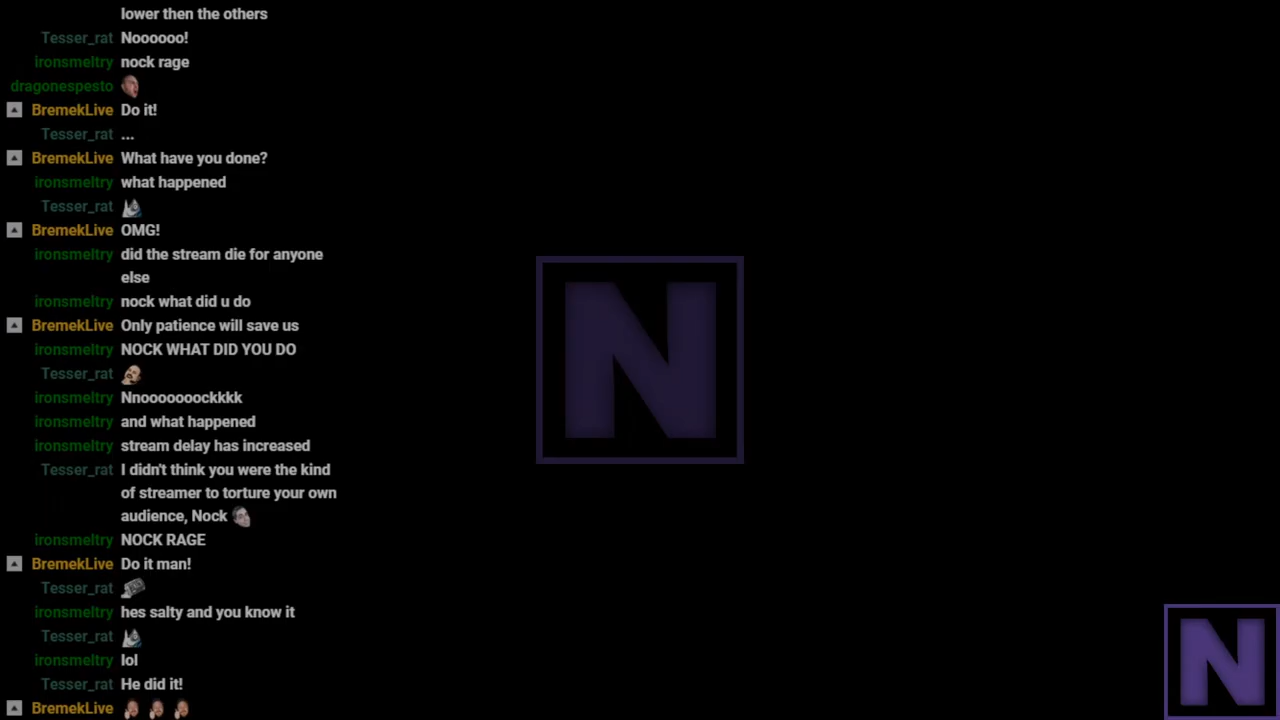 lower then the others
Tesser_rat Noooooo!
ironsmeltry nock rage
dragonespesto
BremekLive Do it!
Tesser_rat ...
BremekLive What have you done?
ironsmeltry what happened
Tesser_rat
BremekLive OMG!
ironsmeltry did the stream die for anyone
else
ironsmeltry nock what did u do
BremekLive Only patience will save us
ironsmeltry NOCK WHAT DID YOU DO
Tesser_rat
ironsmeltry Nnooooooockkkk
ironsmeltry and what happened
ironsmeltry stream delay has increased
Tesser_rat I didn't think you were the kind
of streamer to torture your own
audience, Nock
ironsmeltry NOCK RAGE
BremekLive Do it man!
Tesser_rat
ironsmeltry hes salty and you know it
Tesser_rat
ironsmeltry lol
Tesser_rat He did it!
BremekLive
N
N